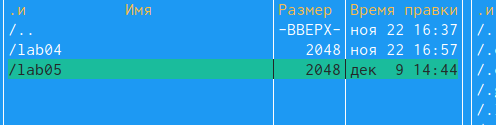 .и Имя Размер Время правки .и
/.. -ВВЕРХ- ноя 22 16:37 /.
/lab04 2048 ноя 22 16:57 /.
/lab05 2048 дек 9 14:44 /.